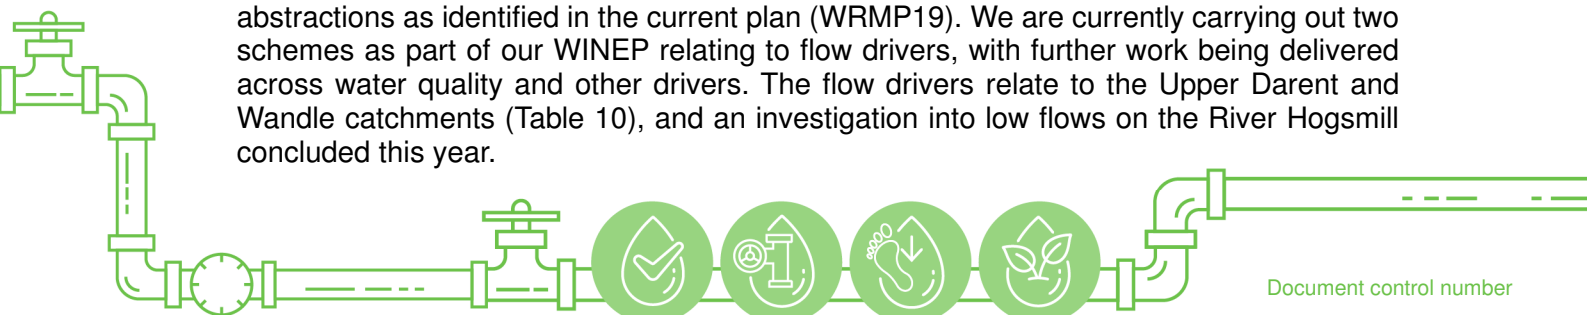 abstractions as identified in the current plan (WRMP19). We are currently carrying out two
schemes as part of our WINEP relating to flow drivers, with further work being delivered
across water quality and other drivers. The flow drivers relate to the Upper Darent and
Wandle catchments (Table 10), and an investigation into low flows on the River Hogsmill
concluded this year.
Document control number